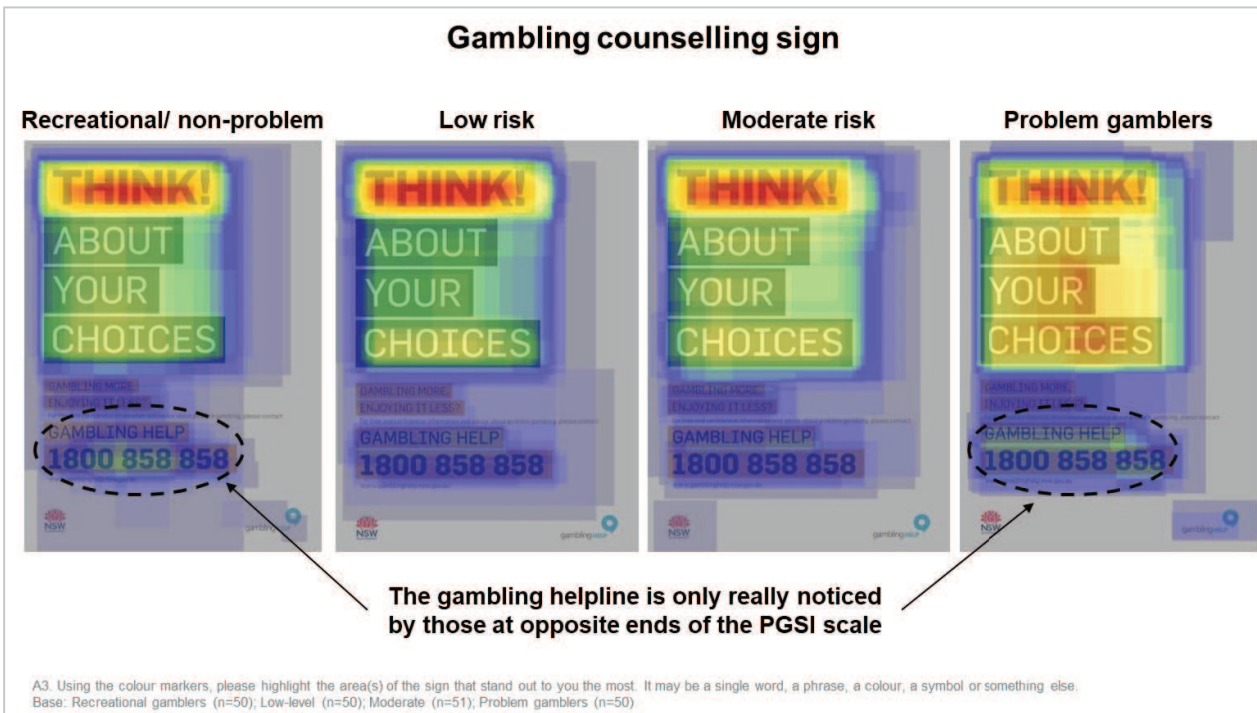 Gambling counselling sign
Recreational/ non-problem
Low risk
Moderate risk
Problem gamblers
THINK!
ABOUT
YOUR
CHOICES
GAMBLING MORE,
ENJOYING IT LESS?
GAMBLING HELP
1800 858 858
NSW
gamblingHELP
THINK!
ABOUT
YOUR
CHOICES
GAMBLING MORE,
ENJOYING IT LESS?
GAMBLING HELP
1800 858 858
NSW
gamblingHELP
THINK!
ABOUT
YOUR
CHOICES
GAMBLING MORE,
ENJOYING IT LESS?
GAMBLING HELP
1800 858 858
NSW
gamblingHELP
THINK!
ABOUT
YOUR
CHOICES
GAMBLING MORE,
ENJOYING IT LESS?
GAMBLING HELP
1800 858 858
NSW
gamblingHELP
The gambling helpline is only really noticed
by those at opposite ends of the PGSI scale
A3. Using the colour markers, please highlight the area(s) of the sign that stand out to you the most. It may be a single word, a phrase, a colour, a symbol or something else.
Base: Recreational gamblers (n=50); Low-level (n=50); Moderate (n=51); Problem gamblers (n=50)